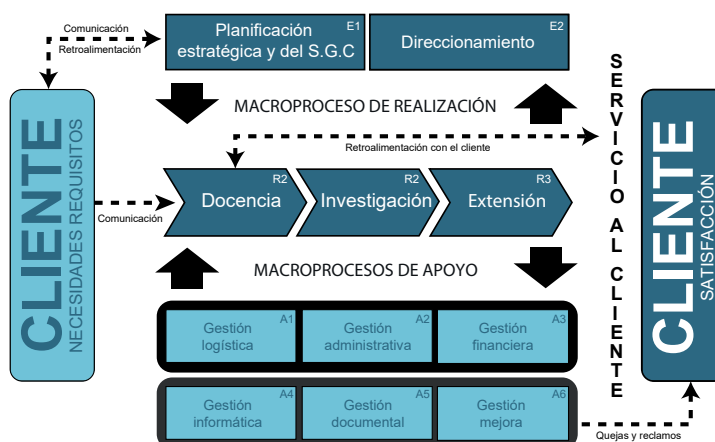 Comunicación
Retroalimentación
E1
Planificación
estratégica y del S.G.C
E2
Direccionamiento
MACROPROCESO DE REALIZACIÓN
Retroalimentación con el cliente
CLIENTE
NECESIDADES REQUISITOS
Comunicación
R2
Docencia
R2
Investigación
R3
Extensión
MACROPROCESOS DE APOYO
A1
Gestión
logística
A2
Gestión
administrativa
A3
Gestión
financiera
A4
Gestión
informática
A5
Gestión
documental
A6
Gestión
mejora
SERVICIO AL CLIENTE
CLIENTE
SATISFACCIÓN
Quejas y reclamos